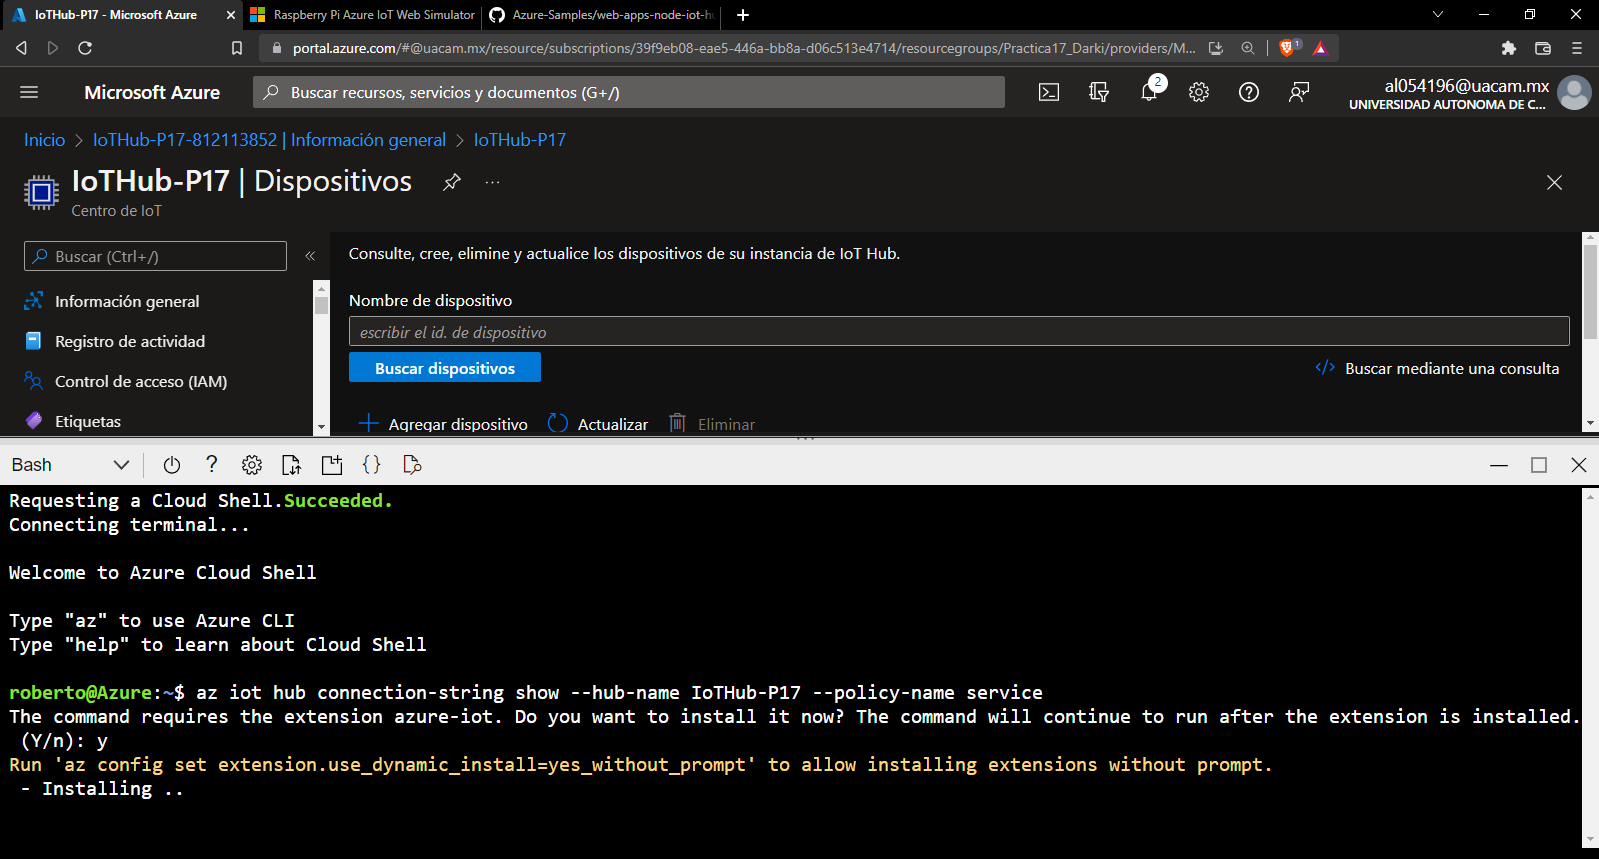 IoTHub-P17 - Microsoft Azure
Raspberry Pi Azure IoT Web Simulator
Azure-Samples/web-apps-node-iot-hu
portal.azure.com/#@uacam.mx/resource/subscriptions/39f9eb08-eae5-446a-bb8a-d06c513e4714/resourcegroups/Practica17_Darki/providers/M...
1
Microsoft Azure
Buscar recursos, servicios y documentos (G+/)
2
al054196@uacam.mx
UNIVERSIDAD AUTONOMA DE C...
Inicio > IoTHub-P17-812113852 | Información general > IoTHub-P17
IoTHub-P17 | Dispositivos
Centro de IoT
Buscar (Ctrl+/)
Información general
Registro de actividad
Control de acceso (IAM)
Etiquetas
Consulte, cree, elimine y actualice los dispositivos de su instancia de IoT Hub.
Nombre de dispositivo
escribir el id. de dispositivo
Buscar dispositivos
Buscar mediante una consulta
Agregar dispositivo
Actualizar
Eliminar
Bash
Requesting a Cloud Shell.Succeeded.
Connecting terminal...
Welcome to Azure Cloud Shell
Type "az" to use Azure CLI
Type "help" to learn about Cloud Shell
roberto@Azure:~$ az iot hub connection-string show --hub-name IoTHub-P17 --policy-name service
The command requires the extension azure-iot. Do you want to install it now? The command will continue to run after the extension is installed.
(Y/n): y
Run 'az config set extension.use_dynamic_install=yes_without_prompt' to allow installing extensions without prompt.
- Installing ..